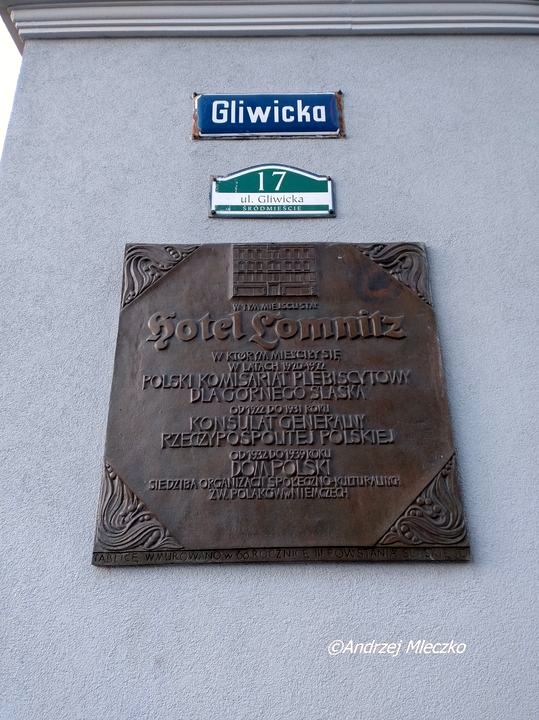 Gliwicka
17
ul. Gliwicka
ŚRÓDMIEŚCIE
W TYM MIEJSCU STAŁ
Hotel Lomnitz
W KTÓRYM MIEŚCIŁY SIĘ
W LATACH 1920-1922
POLSKI KOMISARIAT PLEBISCYTOWY
DLA GÓRNEGO ŚLĄSKA
OD 1922 DO 1931 ROKU
KONSULAT GENERALNY
RZECZYPOSPOLITEJ POLSKIEJ
OD 1932 DO 1939 ROKU
DOM POLSKI
SIEDZIBA ORGANIZACJI SPOŁECZNO-KULTURALNYCH
ZW. POLAKÓW w NIEMCZECH
TABLICĘ WMUROWANO w 60 ROCZNICĘ III POWSTANIA
©Andrzej Mleczko